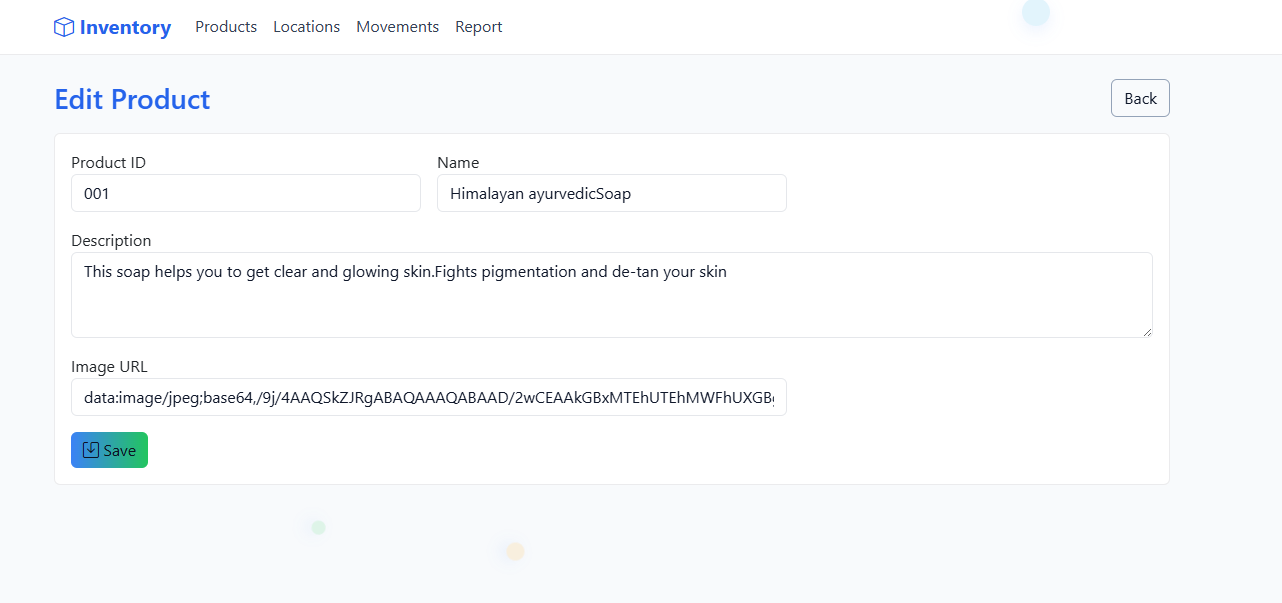 Inventory Products Locations Movements Report
Edit Product
Back
Product ID Name
001 Himalayan ayurvedicSoap
Description
This soap helps you to get clear and glowing skin.Fights pigmentation and de-tan your skin
Image URL
data:image/jpeg;base64,/9j/4AAQSkZJRgABAQAAAQABAAD/2wCEAAkGBxMTEhUTEhMWFhUXGB
Save